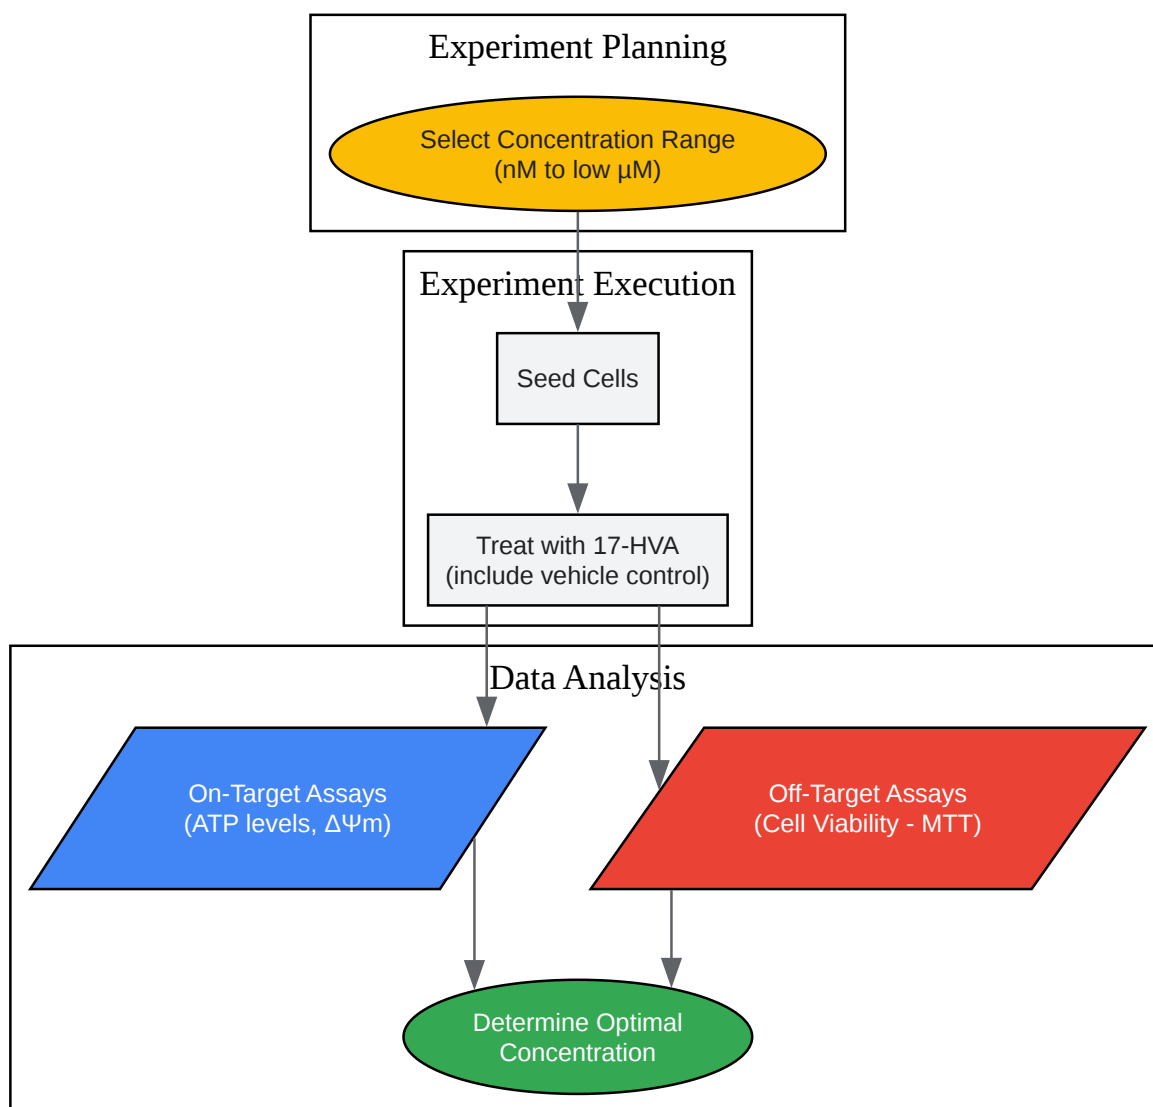 Experiment Planning
Select Concentration Range
(nM to low µM)
Experiment Execution
Seed Cells
Treat with 17-HVA
(include vehicle control)
Data Analysis
On-Target Assays
(ATP levels, ΔΨm)
Off-Target Assays
(Cell Viability - MTT)
Determine Optimal
Concentration